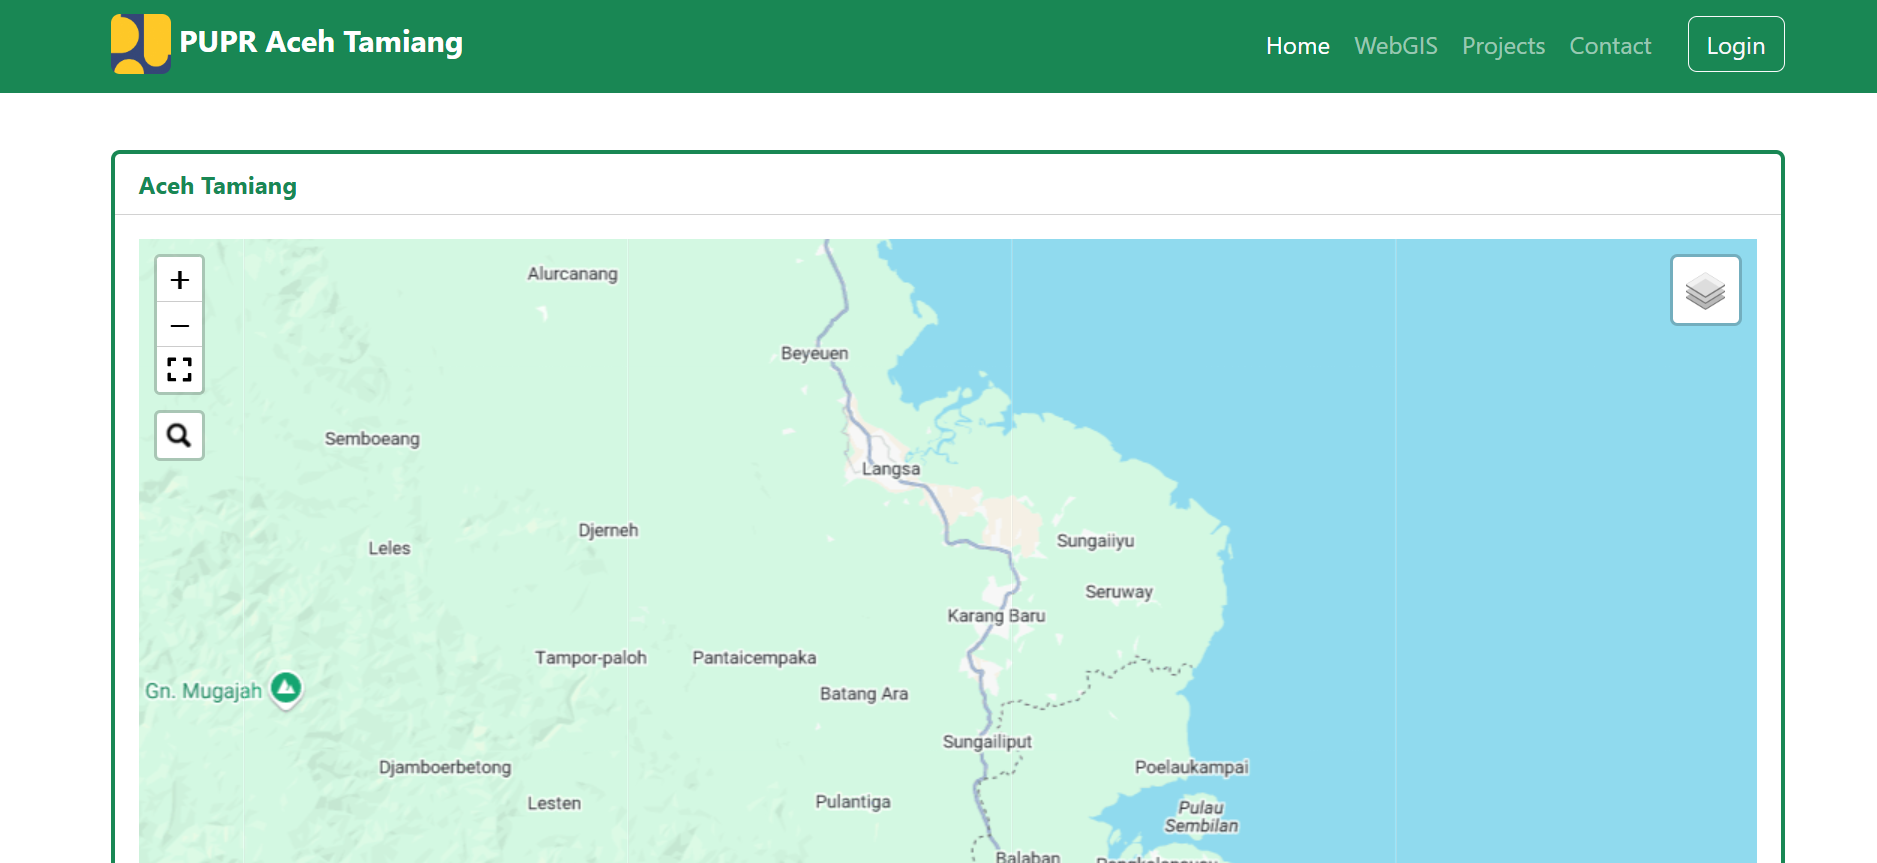 PUPR Aceh Tamiang
Home WebGIS Projects Contact Login
Aceh Tamiang
Alurcanang
Beyeuen
Semboeang
Langsa
Djerneh
Sungaiiyu
Leles
Seruway
Karang Baru
Tampor-paloh
Pantaicempaka
Gn. Mugajah
Batang Ara
Sungailiput
Djamboerbetong
Poelaukampai
Lesten
Pulantiga
Pulau
Sembilan
Balaban